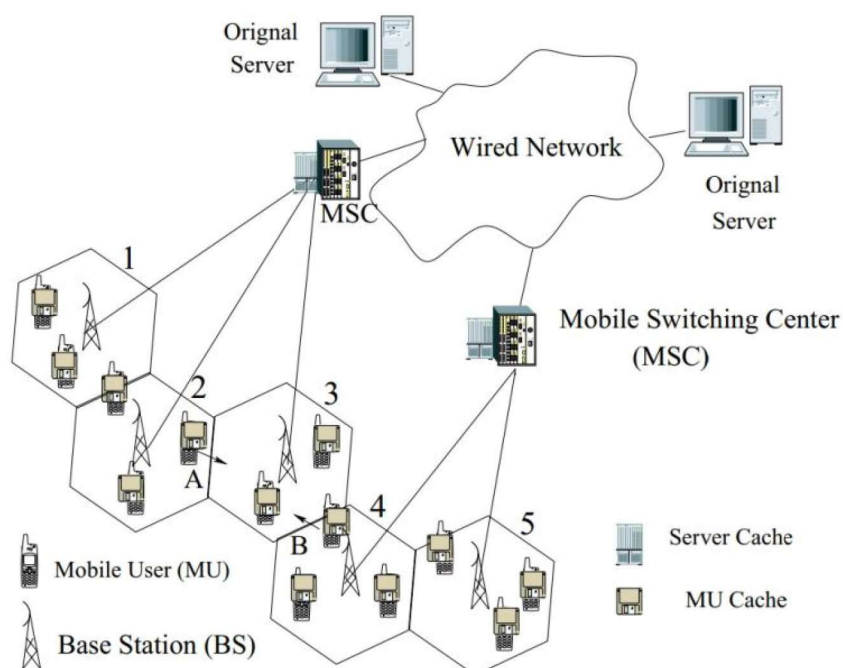 Orignal
Server
Wired Network
MSC
Orignal
Server
1
Mobile Switching Center
(MSC)
2
3
A
4
5
B
Server Cache
Mobile User (MU)
MU Cache
Base Station (BS)